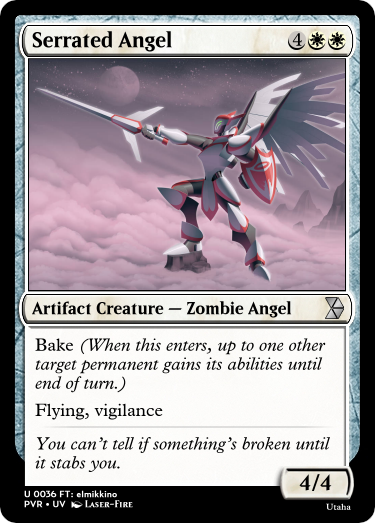 Serrated Angel 4
Artifact Creature — Zombie Angel
Bake (When this enters, up to one other
target permanent gains its abilities until
end of turn.)
Flying, vigilance
You can't tell if something's broken until
it stabs you.
4/4
U 0036 FT: elmikkino
PVR • UV Laser-Fire
Utaha